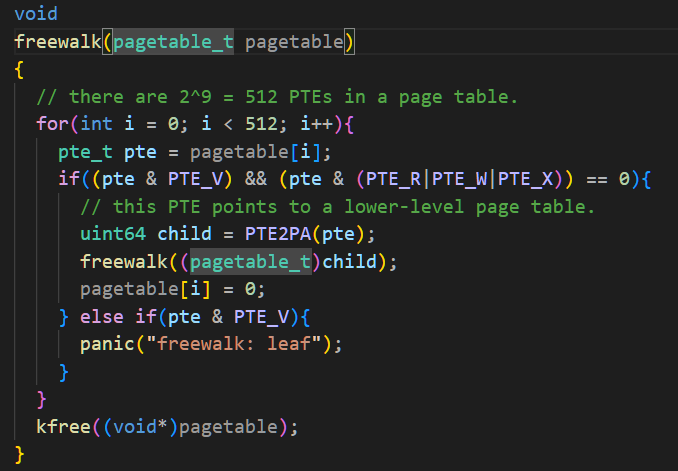 void
freewalk(pagetable_t pagetable)
{
  // there are 2^9 = 512 PTEs in a page table.
  for(int i = 0; i < 512; i++){
    pte_t pte = pagetable[i];
    if((pte & PTE_V) && (pte & (PTE_R|PTE_W|PTE_X)) == 0){
      // this PTE points to a lower-level page table.
      uint64 child = PTE2PA(pte);
      freewalk((pagetable_t)child);
      pagetable[i] = 0;
    } else if(pte & PTE_V){
      panic("freewalk: leaf");
    }
  }
  kfree((void*)pagetable);
}